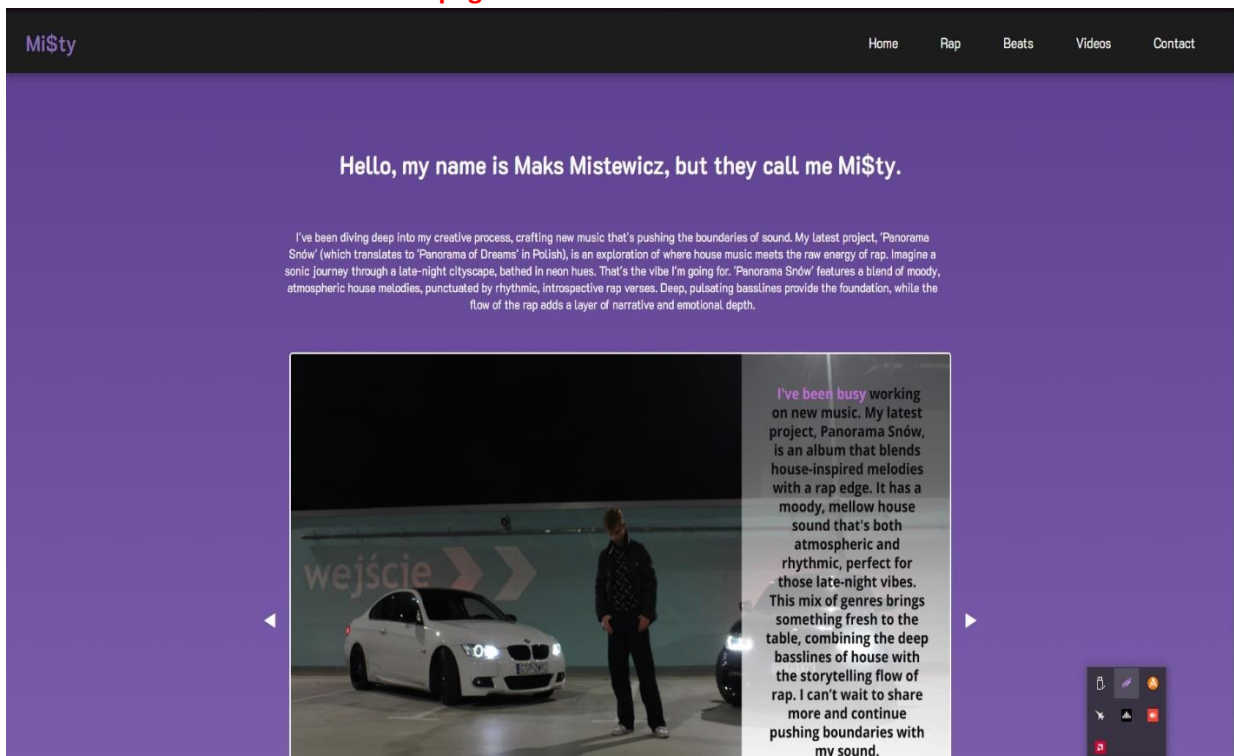 Mi$ty
Home Rap Beats Videos Contact
Hello, my name is Maks Mistewicz, but they call me Mi$ty.
I've been diving deep into my creative process, crafting new music that's pushing the boundaries of sound. My latest project, 'Panorama
Snów' (which translates to 'Panorama of Dreams' in Polish), is an exploration of where house music meets the raw energy of rap. Imagine a
sonic journey through a late-night cityscape, bathed in neon hues. That's the vibe I'm going for. 'Panorama Snów' features a blend of moody,
atmospheric house melodies, punctuated by rhythmic, introspective rap verses. Deep, pulsating basslines provide the foundation, while the
flow of the rap adds a layer of narrative and emotional depth.
wejście
I've been busy working
on new music. My latest
project, Panorama Snów,
is an album that blends
house-inspired melodies
with a rap edge. It has a
moody, mellow house
sound that's both
atmospheric and
rhythmic, perfect for
those late-night vibes.
This mix of genres brings
something fresh to the
table, combining the deep
basslines of house with
the storytelling flow of
rap. I can't wait to share
more and continue
pushing boundaries with
my sound.